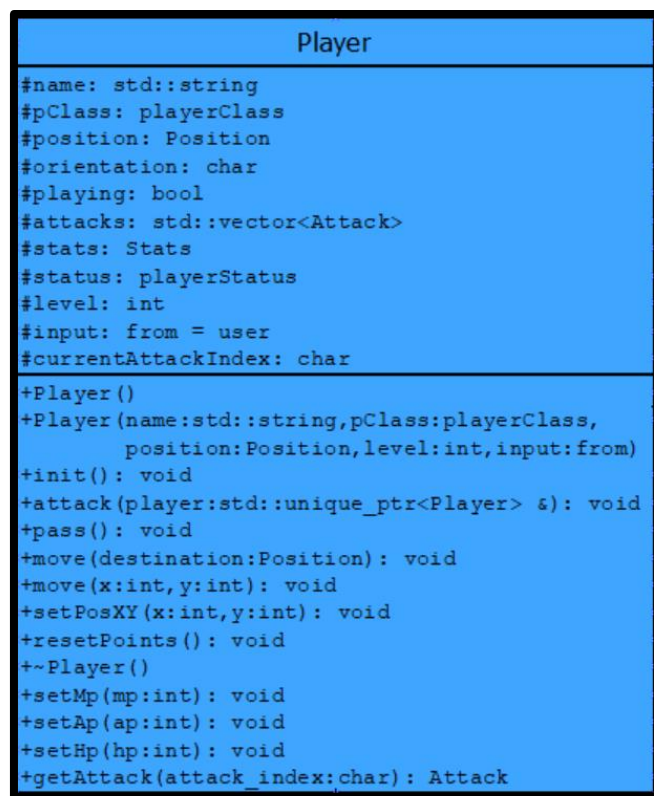 Player
#name: std::string
#pClass: playerClass
#position: Position
#orientation: char
#playing: bool
#attacks: std::vector<Attack>
#stats: Stats
#status: playerStatus
#level: int
#input: from = user
#currentAttackIndex: char
+Player()
+Player(name:std::string,pClass:playerClass,
position:Position,level:int,input:from)
+init(): void
+attack(player:std::unique_ptr<Player> &): void
+pass(): void
+move(destination:Position): void
+move(x:int,y:int): void
+setPosXY(x:int,y:int): void
+resetPoints(): void
+~Player()
+setMp(mp:int): void
+setAp(ap:int): void
+setHp(hp:int): void
+getAttack(attack_index:char): Attack